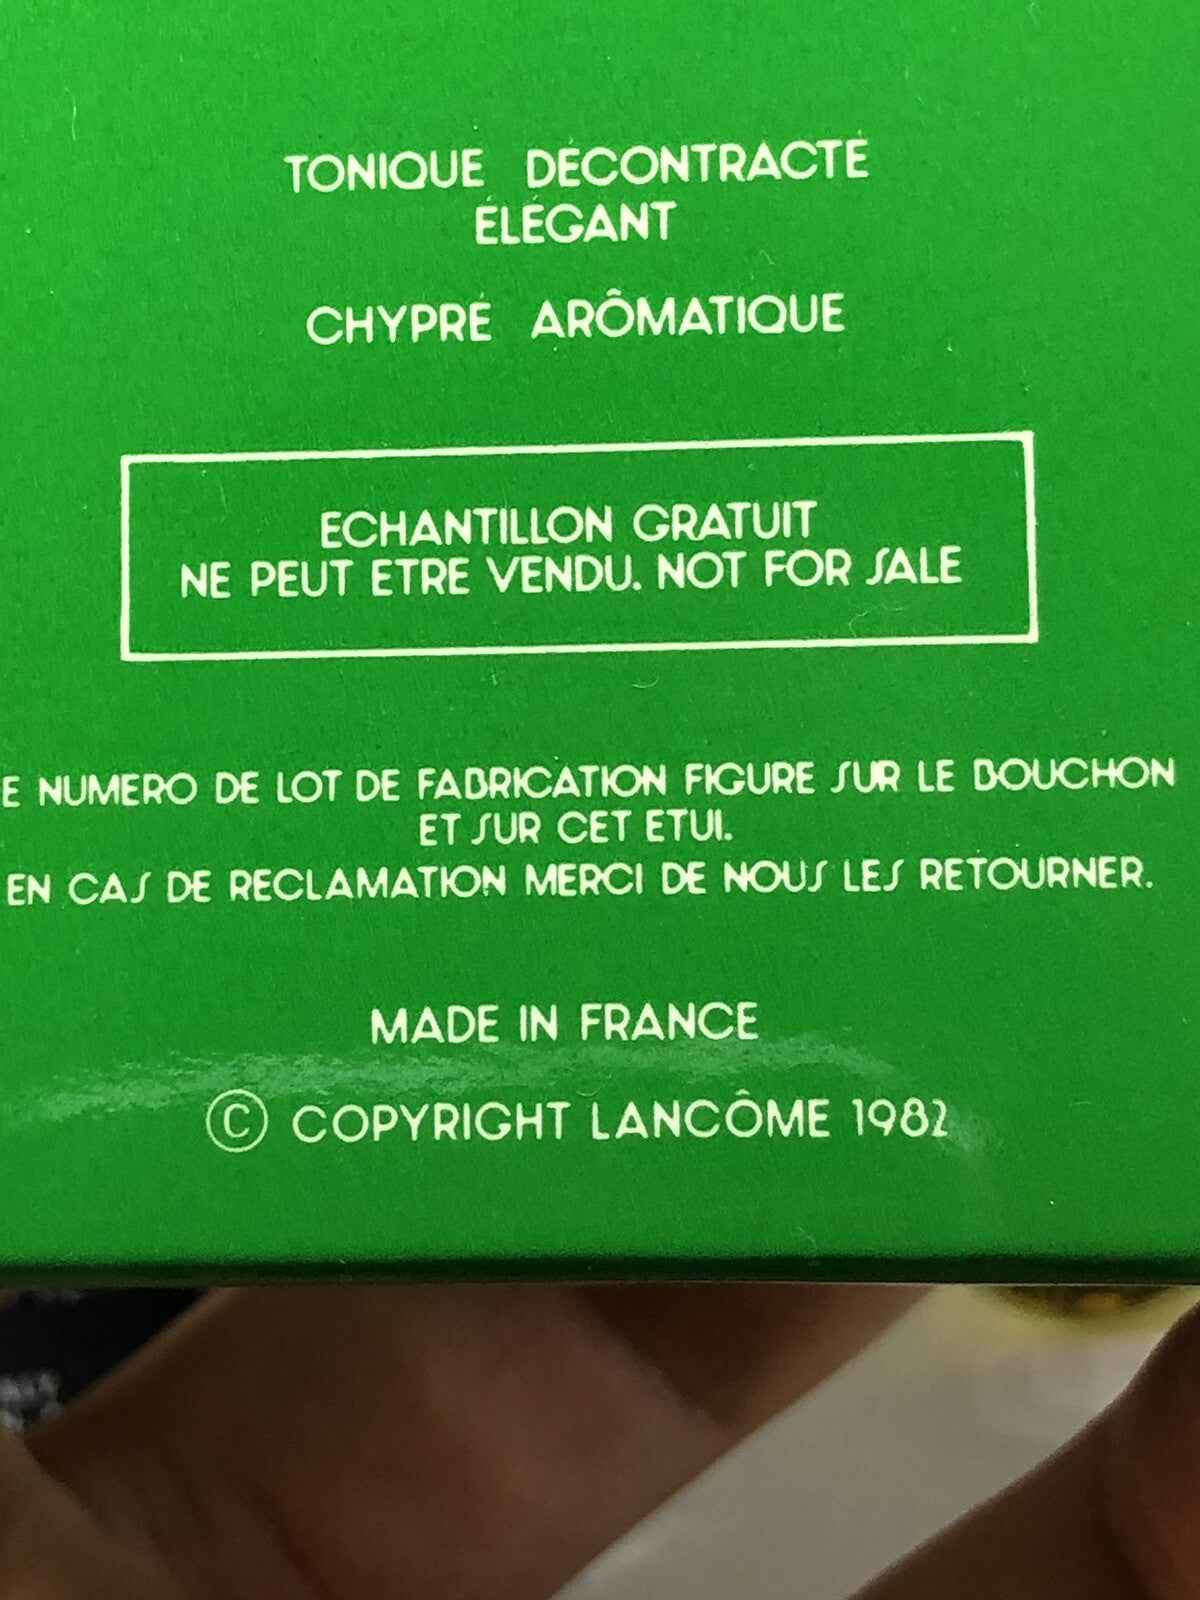 TONIQUE DÉCONTRACTÉ
ÉLÉGANT
CHYPRÉ ARÔMATIQUE
ECHANTILLON GRATUIT
NE PEUT ETRE VENDU. NOT FOR SALE
E NUMERO DE LOT DE FABRICATION FIGURE SUR LE BOUCHON
ET SUR CET ETUI.
EN CAS DE RECLAMATION MERCI DE NOUS LES RETOURNER.
MADE IN FRANCE
© COPYRIGHT LANCÔME 1982